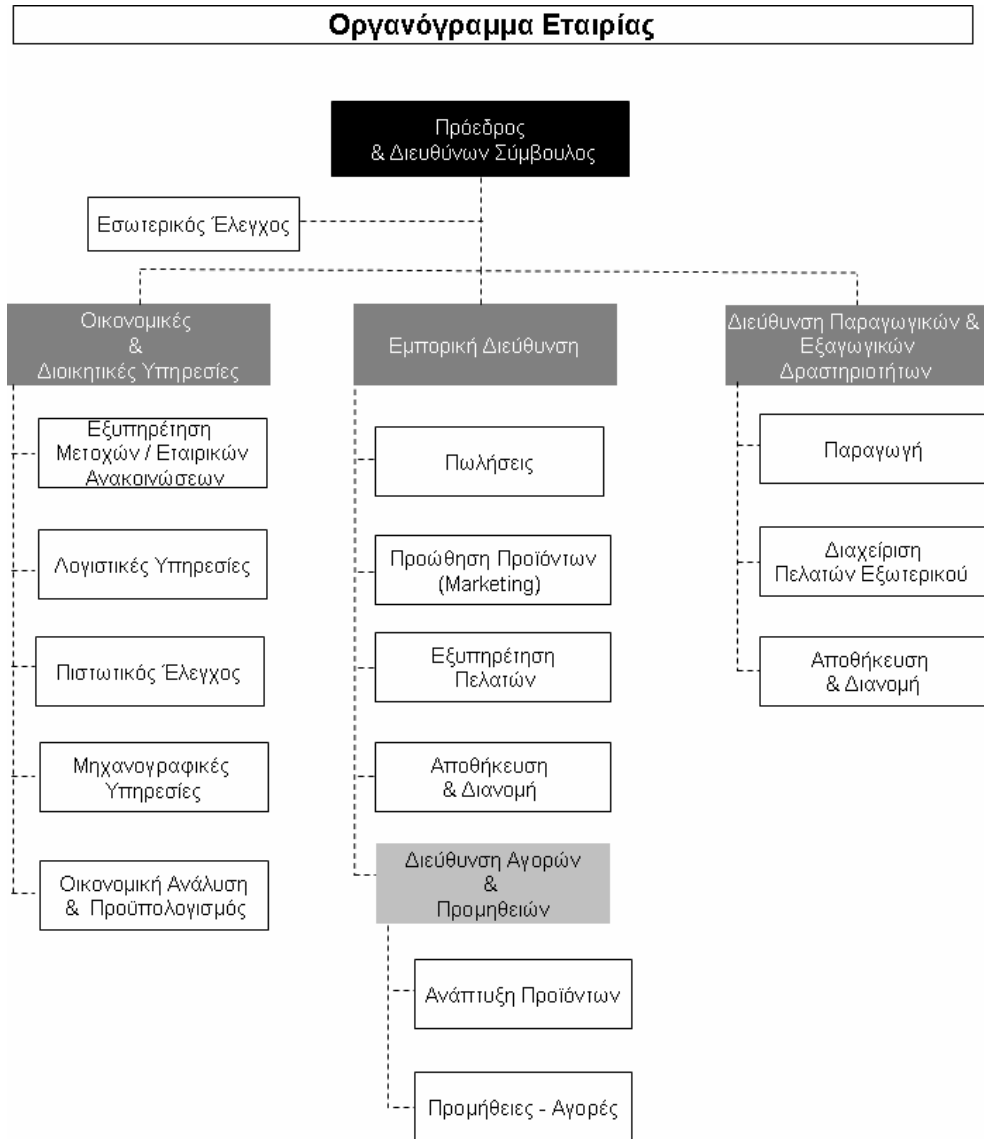 Οργανόγραμμα Εταιρίας
Πρόεδρος
& Διευθύνων Σύμβουλος
Εσωτερικός Έλεγχος
Οικονομικές
&
Διοικητικές Υπηρεσίες
Εξυπηρέτηση
Μετοχών / Εταιρικών
Ανακοινώσεων
Λογιστικές Υπηρεσίες
Πιστωτικός Έλεγχος
Μηχανογραφικές
Υπηρεσίες
Οικονομική Ανάλυση
& Προϋπολογισμός
Εμπορική Διεύθυνση
Πωλήσεις
Προώθηση Προϊόντων
(Marketing)
Εξυπηρέτηση
Πελατών
Αποθήκευση
& Διανομή
Διεύθυνση Αγορών
&
Προμηθειών
Ανάπτυξη Προϊόντων
Προμήθειες - Αγορές
Διεύθυνση Παραγωγικών &
Εξαγωγικών
Δραστηριοτήτων
Παραγωγή
Διαχείριση
Πελατών Εξωτερικού
Αποθήκευση
& Διανομή